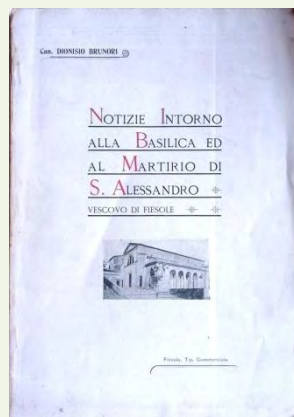 Can. DIONISIO BRUNORI
NOTIZIE INTORNO
ALLA BASILICA ED
AL MARTIRIO DI
S. ALESSANDRO
VESCOVO DI FIESOLE
Fiesole, Tip. Commerciale